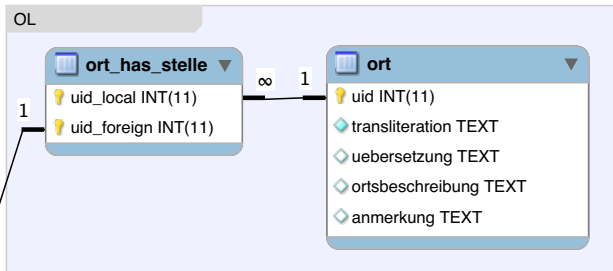 OL
ort_has_stelle
uid_local INT(11)
uid_foreign INT(11)
1
∞
1
ort
uid INT(11)
transliteration TEXT
uebersetzung TEXT
ortsbeschreibung TEXT
anmerkung TEXT